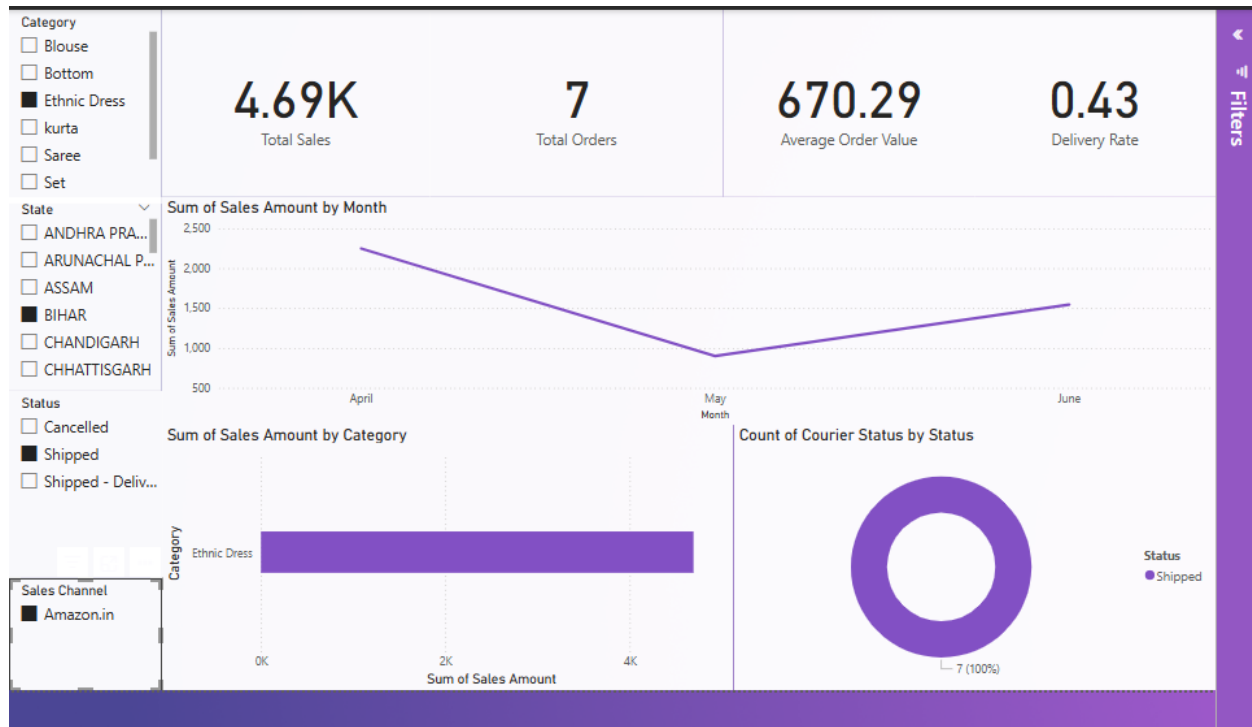 Category
Blouse
Bottom
Ethnic Dress
kurta
Saree
Set
4.69K
Total Sales
7
Total Orders
670.29
Average Order Value
0.43
Delivery Rate
Filters
State
ANDHRA PRA...
ARUNACHAL P...
ASSAM
BIHAR
CHANDIGARH
CHHATTISGARH
Sum of Sales Amount by Month
Sum of Sales Amount
2,500
2,000
1,500
1,000
500
April
May
June
Month
Status
Cancelled
Shipped
Shipped - Deliv...
Sales Channel
Amazon.in
Sum of Sales Amount by Category
Category
Ethnic Dress
0K
2K
4K
Sum of Sales Amount
Count of Courier Status by Status
7 (100%)
Status
Shipped